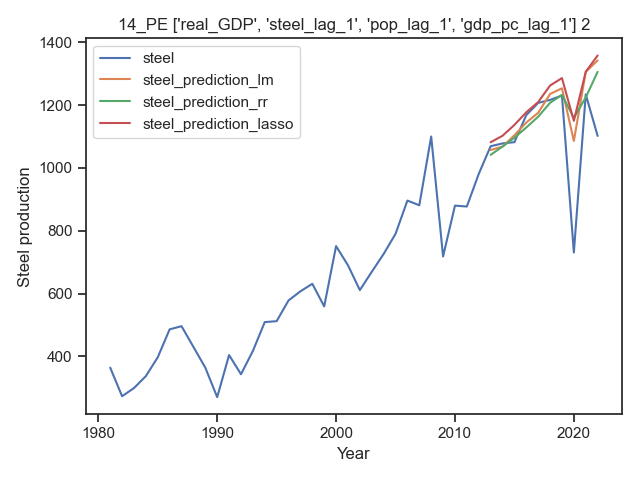 14_PE ['real_GDP', 'steel_lag_1', 'pop_lag_1', 'gdp_pc_lag_1'] 2
1400
1200
1000
800
600
400
Steel production
steel
steel_prediction_lm
steel_prediction_rr
steel_prediction_lasso
1980
1990
2000
2010
2020
Year